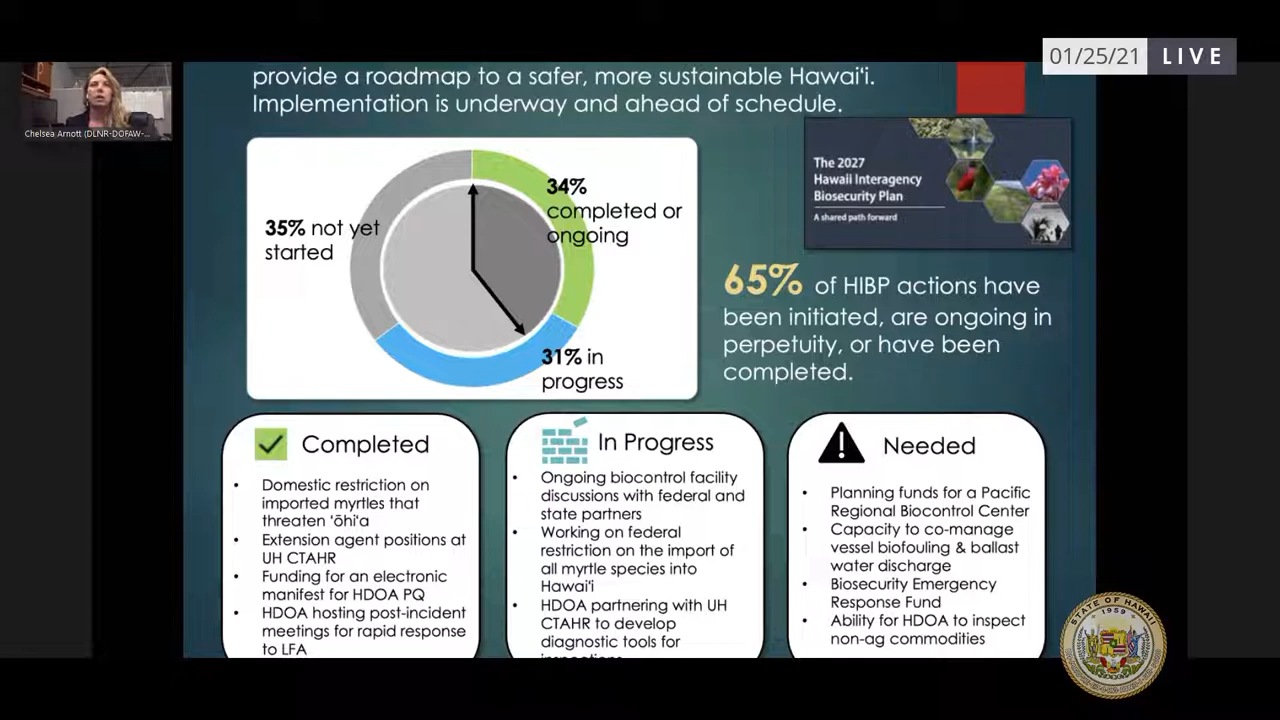 01/25/21 LIVE
Chelsea Arnott (DLNR-DOFAW-...
provide a roadmap to a safer, more sustainable Hawai‘i.
Implementation is underway and ahead of schedule.
34%
completed or
ongoing
35% not yet
started
31% in
progress
The 2027
Hawaii Interagency
Biosecurity Plan
A shared path forward
65% of HIBP actions have
been initiated, are ongoing in
perpetuity, or have been
completed.
Completed
• Domestic restriction on
imported myrtles that
threaten ‘ōhi‘a
• Extension agent positions at
UH CTAHR
• Funding for an electronic
manifest for HDOA PQ
• HDOA hosting post-incident
meetings for rapid response
to LFA
In Progress
• Ongoing biocontrol facility
discussions with federal and
state partners
• Working on federal
restriction on the import of
all myrtle species into
Hawai‘i
• HDOA partnering with UH
CTAHR to develop
diagnostic tools for
Needed
• Planning funds for a Pacific
Regional Biocontrol Center
• Capacity to co-manage
vessel biofouling & ballast
water discharge
• Biosecurity Emergency
Response Fund
• Ability for HDOA to inspect
non-ag commodities
STATE OF HAWAII
1959